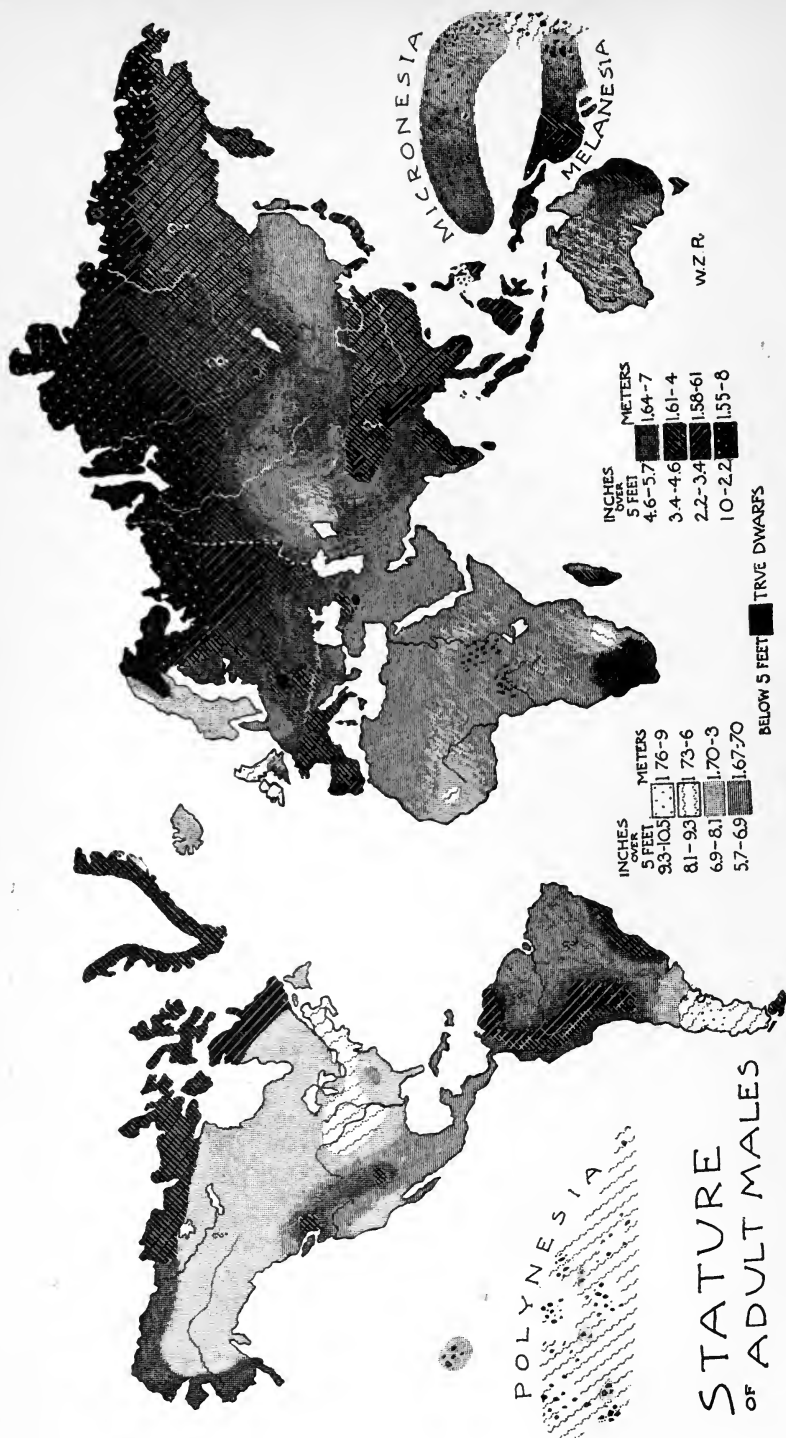 MICRONESIA
MELANESIA
W.Z.R.
POLYNESIA
STATURE
OF ADULT MALES
INCHES OVER 5 FEET METERS
9.3-10.5 1 76-9
8.1-9.3 1 73-6
6.9-8.1 1.70-3
5.7-6.9 1.67-70
INCHES OVER 5 FEET METERS
4.6-5.7 1.64-7
3.4-4.6 1.61-4
2.2-3.4 1.58-61
1 0-2.2 1.55-8
BELOW 5 FEET TRVE DWARFS